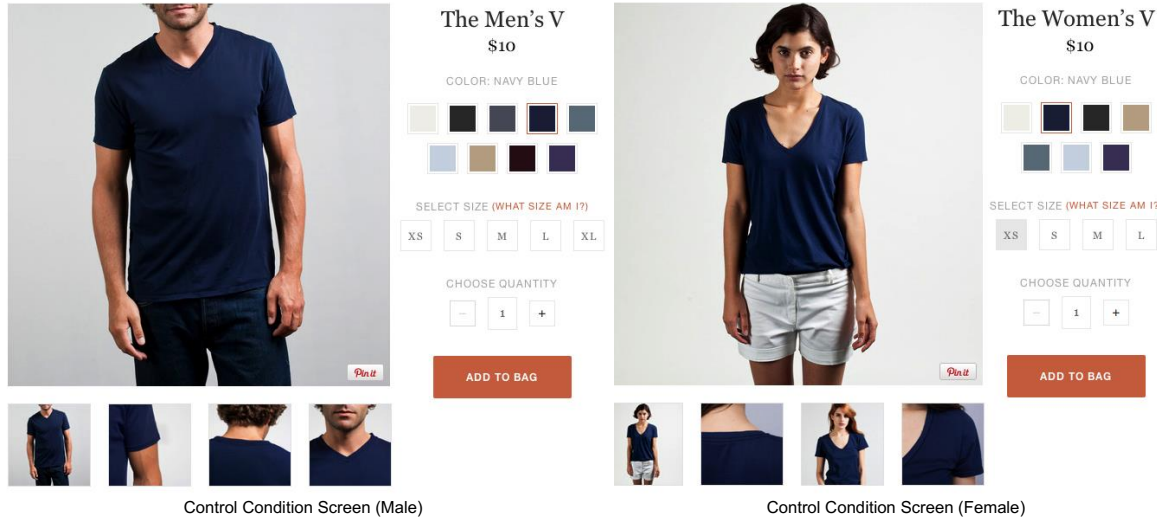 The Men’s V
$10
COLOR: NAVY BLUE
SELECT SIZE (WHAT SIZE AM I?)
XS S M L XL
CHOOSE QUANTITY
– 1 +
ADD TO BAG
Pin it
Control Condition Screen (Male)
The Women’s V
$10
COLOR: NAVY BLUE
SELECT SIZE (WHAT SIZE AM I?
XS S M L
CHOOSE QUANTITY
– 1 +
ADD TO BAG
Pin it
Control Condition Screen (Female)